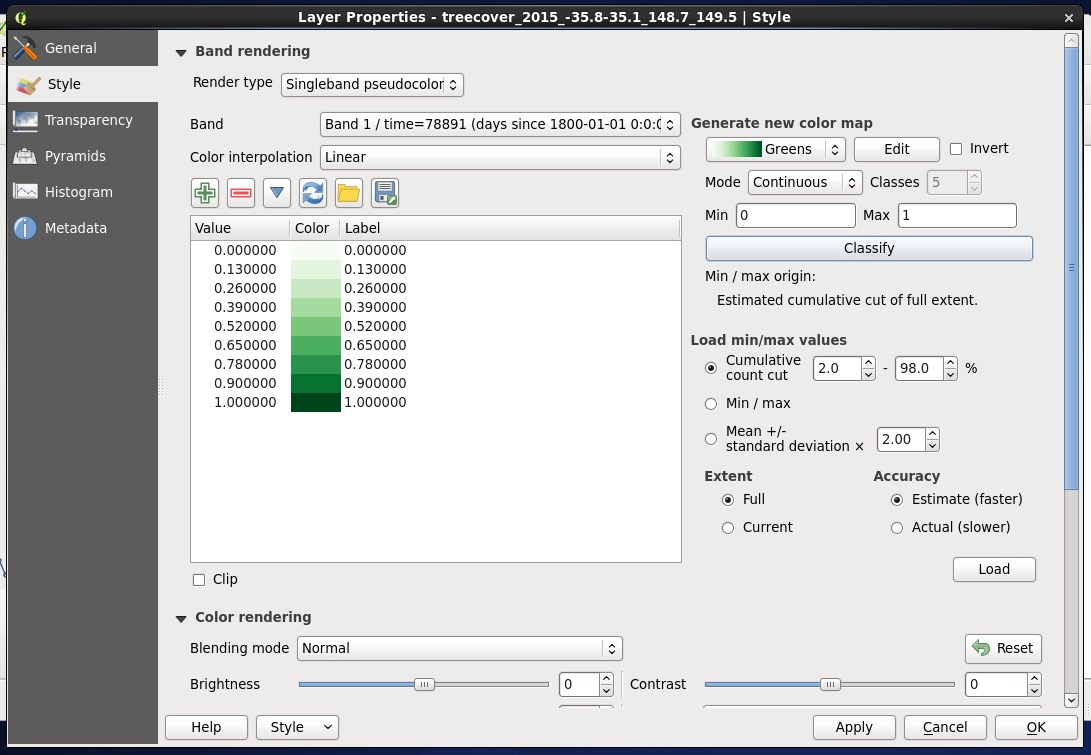 Layer Properties - treecover_2015_-35.8-35.1_148.7_149.5 | Style
General
Style
Transparency
Pyramids
Histogram
Metadata
Band rendering
Render type Singleband pseudocolor
Band Band 1 / time=78891 (days since 1800-01-01 0:0:0
Color interpolation Linear
Value Color Label
0.000000 0.000000
0.130000 0.130000
0.260000 0.260000
0.390000 0.390000
0.520000 0.520000
0.650000 0.650000
0.780000 0.780000
0.900000 0.900000
1.000000 1.000000
Clip
Generate new color map
Greens Edit Invert
Mode Continuous Classes 5
Min 0 Max 1
Classify
Min / max origin:
Estimated cumulative cut of full extent.
Load min/max values
Cumulative
count cut 2.0 - 98.0 %
Min / max
Mean +/-
standard deviation × 2.00
Extent Accuracy
Full Estimate (faster)
Current Actual (slower)
Load
Color rendering
Blending mode Normal Reset
Brightness 0 Contrast 0
Help Style Apply Cancel OK